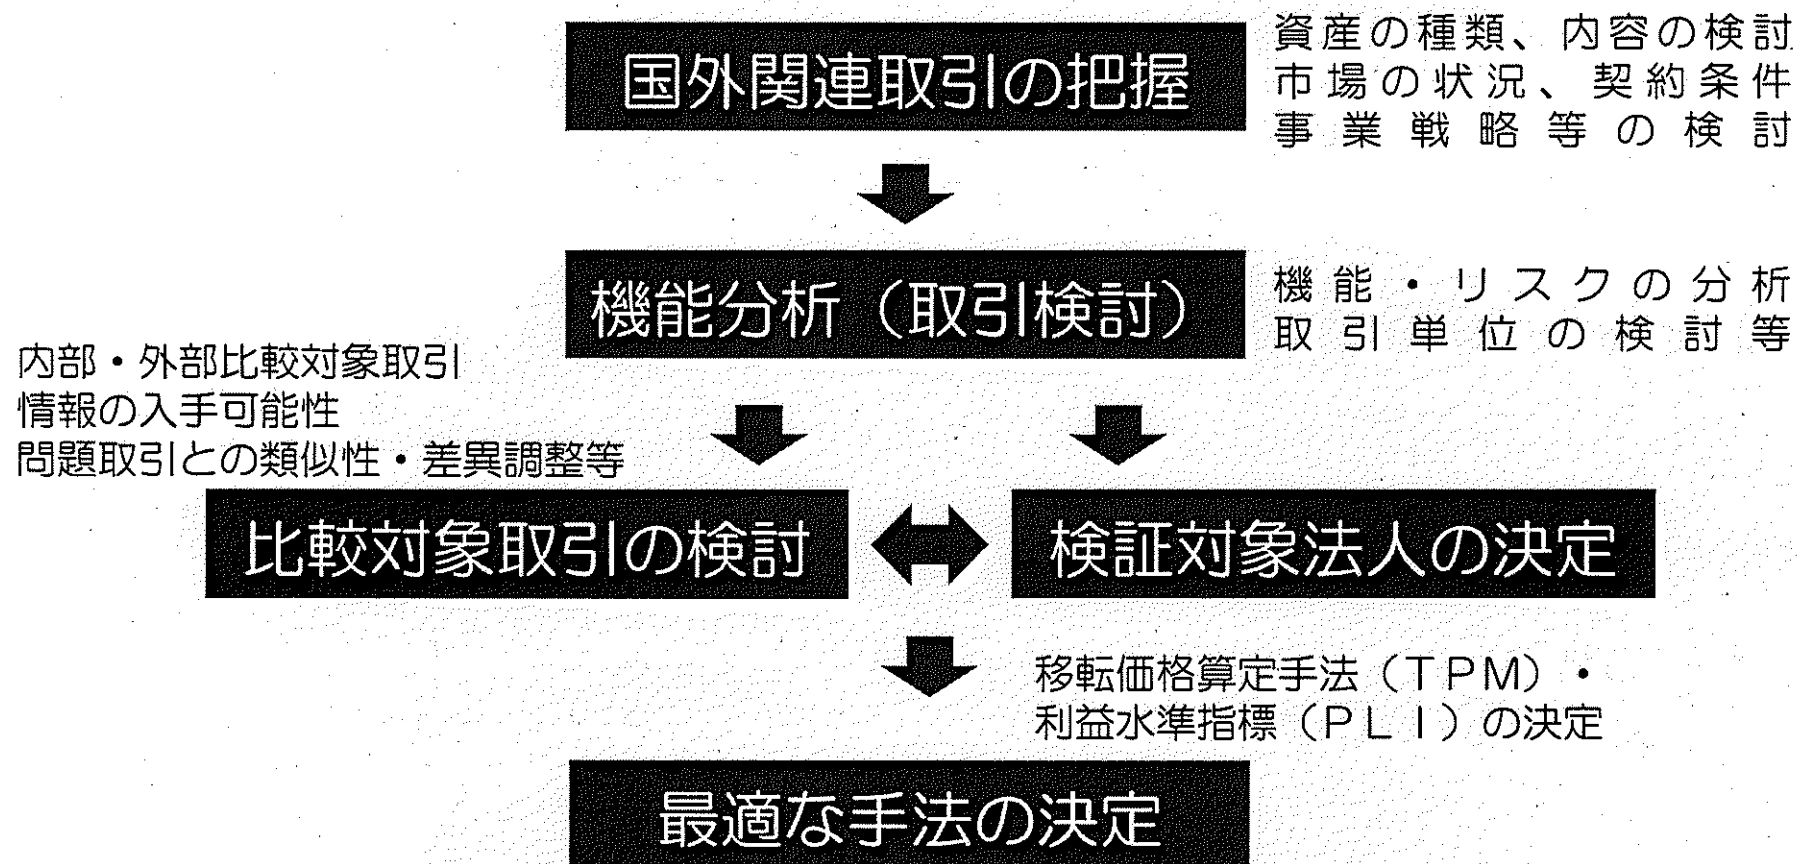 国外関連取引の把握
資産の種類、内容の検討
市場の状況、契約条件
事業戦略等の検討
機能分析（取引検討）
機能・リスクの分析
取引単位の検討等
内部・外部比較対象取引
情報の入手可能性
問題取引との類似性・差異調整等
比較対象取引の検討
検証対象法人の決定
移転価格算定手法（ＴＰＭ）・
利益水準指標（ＰＬＩ）の決定
最適な手法の決定